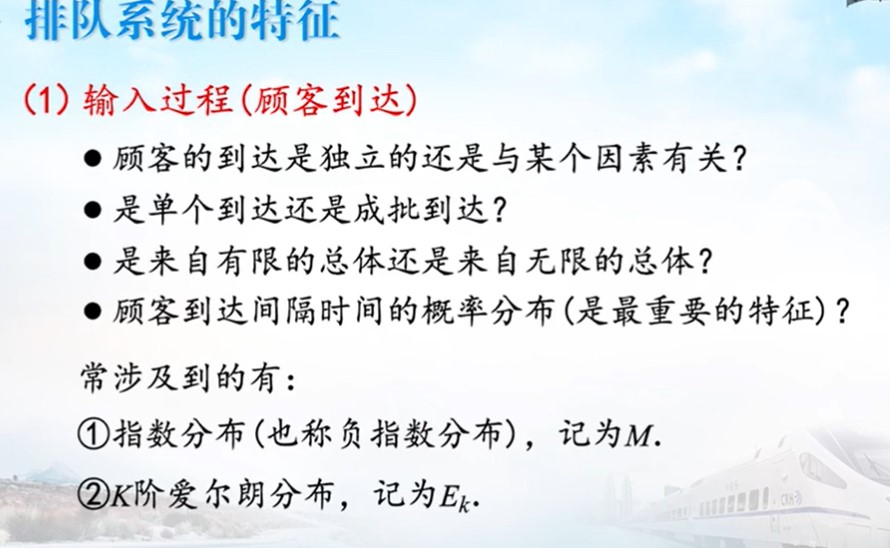 排队系统的特征
(1) 输入过程(顾客到达)
● 顾客的到达是独立的还是与某个因素有关?
● 是单个到达还是成批到达?
● 是来自有限的总体还是来自无限的总体?
● 顾客到达间隔时间的概率分布(是最重要的特征)?
常涉及到的有:
①指数分布(也称负指数分布), 记为M.
②K阶爱尔朗分布, 记为Eₖ.
CRH